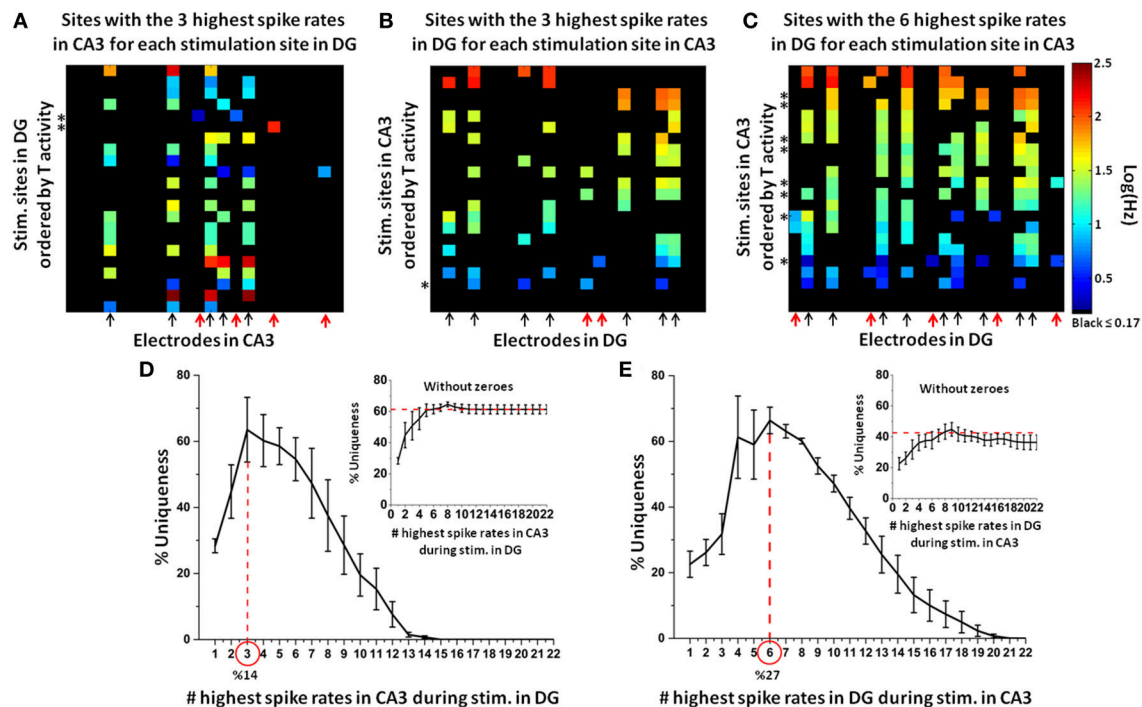 A
Sites with the 3 highest spike rates
in CA3 for each stimulation site in DG
Stim. sites in DG
ordered by T activity
*
*
Electrodes in CA3
B
Sites with the 3 highest spike rates
in DG for each stimulation site in CA3
Stim. sites in CA3
ordered by T activity
*
Electrodes in DG
C
Sites with the 6 highest spike rates
in DG for each stimulation site in CA3
Stim. sites in CA3
ordered by T activity
*
*
*
*
*
*
*
*
Electrodes in DG
2.5
2
1.5
1
0.5
Log(Hz)
Black ≤ 0.17
D
80
60
40
20
0
% Uniqueness
1 2 3 4 5 6 7 8 9 10 11 12 13 14 15 16 17 18 19 20 21 22
%14
# highest spike rates in CA3 during stim. in DG
Without zeroes
80
60
40
20
0
% Uniqueness
0 2 4 6 8 10 12 14 16 18 20 22
# highest spike rates in CA3
during stim. in DG
E
80
60
40
20
0
% Uniqueness
1 2 3 4 5 6 7 8 9 10 11 12 13 14 15 16 17 18 19 20 21 22
%27
# highest spike rates in DG during stim. in CA3
Without zeroes
80
60
40
20
0
% Uniqueness
0 2 4 6 8 10 12 14 16 18 20 22
# highest spike rates in DG
during stim. in CA3